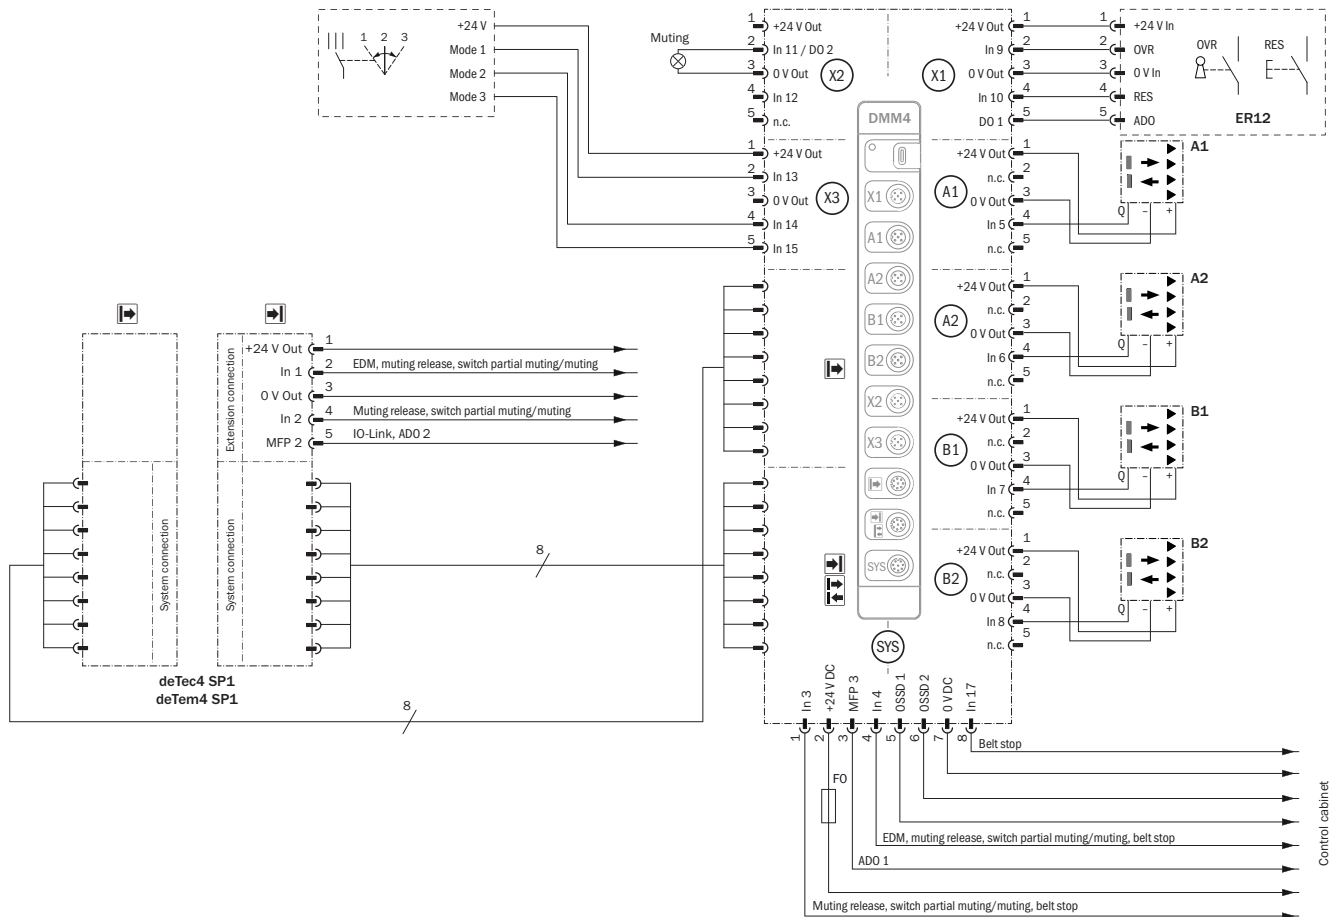 +24 V
Mode 1
Mode 2
Mode 3
1 2 3
Muting
1 +24 V Out
2 In 11 / DO 2
3 0 V Out
4 In 12
5 n.c.
X2
X1
+24 V Out 1
In 9 2
0 V Out 3
In 10 4
DO 1 5
1 +24 V In
2 OVR
3 0 V In
4 RES
5 ADO
OVR
RES
ER12
1 +24 V Out
2 In 13
3 0 V Out
4 In 14
5 In 15
X3
DMM4
X1
A1
A2
B1
B2
X2
X3
SYS
A1
+24 V Out 1
n.c. 2
0 V Out 3
In 5 4
n.c. 5
A1
Q – +
A2
+24 V Out 1
n.c. 2
0 V Out 3
In 6 4
n.c. 5
A2
Q – +
B1
+24 V Out 1
n.c. 2
0 V Out 3
In 7 4
n.c. 5
B1
Q – +
B2
+24 V Out 1
n.c. 2
0 V Out 3
In 8 4
n.c. 5
B2
Q – +
Extension connection
+24 V Out 1
In 1 2 EDM, muting release, switch partial muting/muting
0 V Out 3
In 2 4 Muting release, switch partial muting/muting
MFP 2 5 IO-Link, ADO 2
System connection
System connection
8
deTec4 SP1
deTem4 SP1
8
SYS
In 3
+24 V DC
MFP 3
In 4
OSSD 1
OSSD 2
0 V DC
In 17
1
2
3
4
5
6
7
8
Belt stop
F0
EDM, muting release, switch partial muting/muting, belt stop
ADO 1
Muting release, switch partial muting/muting, belt stop
Control cabinet